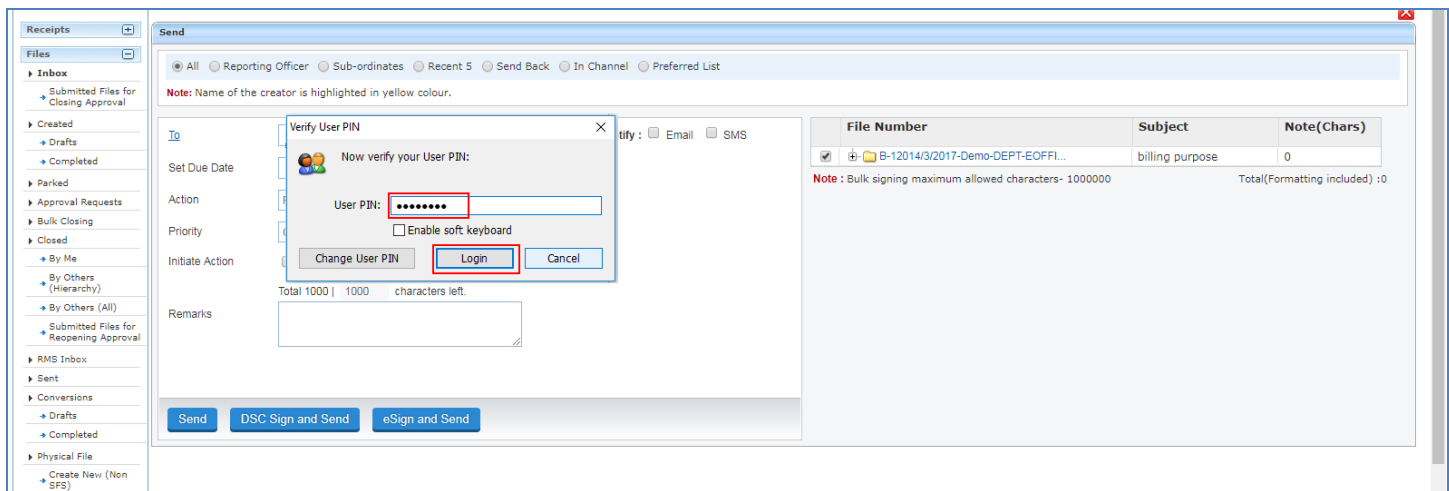 Receipts
Files
Inbox
Submitted Files for
Closing Approval
Created
Drafts
Completed
Parked
Approval Requests
Bulk Closing
Closed
By Me
By Others
(Hierarchy)
By Others (All)
Submitted Files for
Reopening Approval
RMS Inbox
Sent
Conversions
Drafts
Completed
Physical File
Create New (Non
SFS)
Send
All Reporting Officer Sub-ordinates Recent 5 Send Back In Channel Preferred List
Note: Name of the creator is highlighted in yellow colour.
To
tify : Email SMS
Set Due Date
Action
Priority
Initiate Action
Total 1000 | 1000 characters left.
Remarks
Send DSC Sign and Send eSign and Send
Verify User PIN
Now verify your User PIN:
User PIN: ••••••••
Enable soft keyboard
Change User PIN Login Cancel
File Number Subject Note(Chars)
B-12014/3/2017-Demo-DEPT-EOFFI... billing purpose 0
Note : Bulk signing maximum allowed characters- 1000000 Total(Formatting included) :0